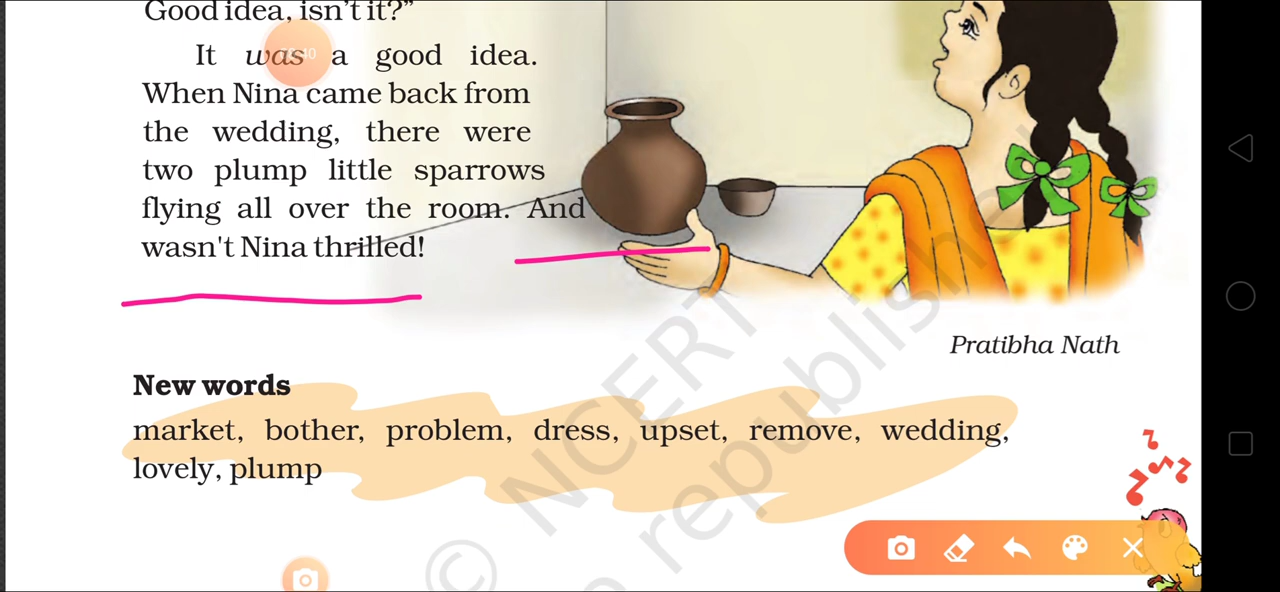 Good idea, isn't it?"
It was a good idea.
When Nina came back from
the wedding, there were
two plump little sparrows
flying all over the room. And
wasn't Nina thrilled!
Pratibha Nath
New words
market, bother, problem, dress, upset, remove, wedding,
lovely, plump
© NCERT
republished